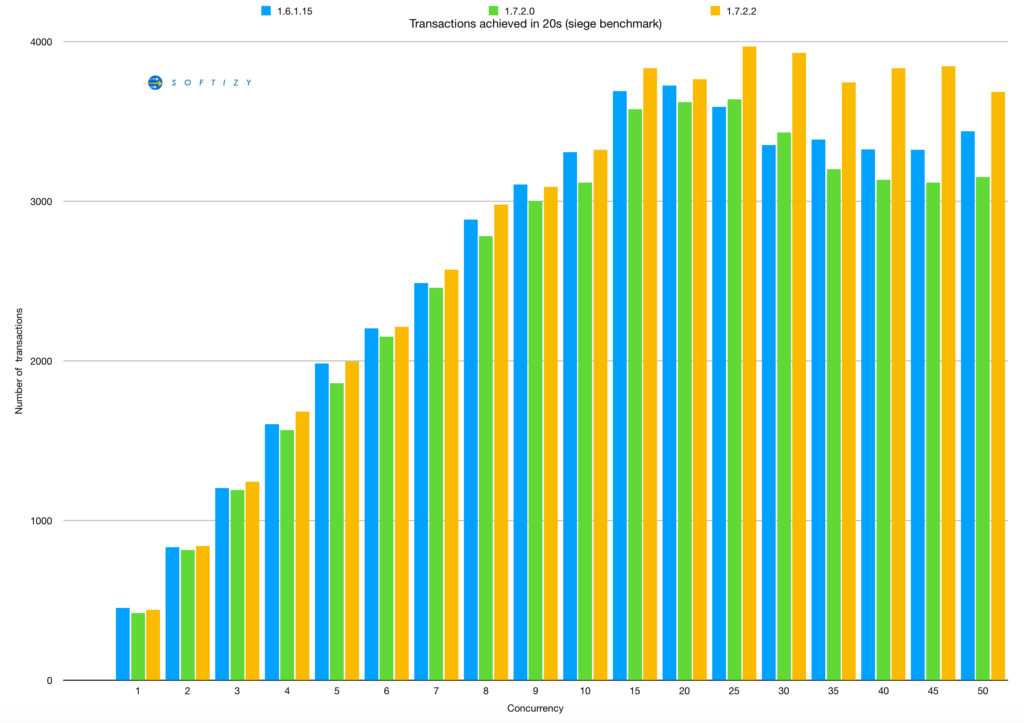 1.6.1.15 1.7.2.0 1.7.2.2
Transactions achieved in 20s (siege benchmark)
SOFTIZY
4000
3000
2000
1000
0
Number of transactions
1 2 3 4 5 6 7 8 9 10 15 20 25 30 35 40 45 50
Concurrency